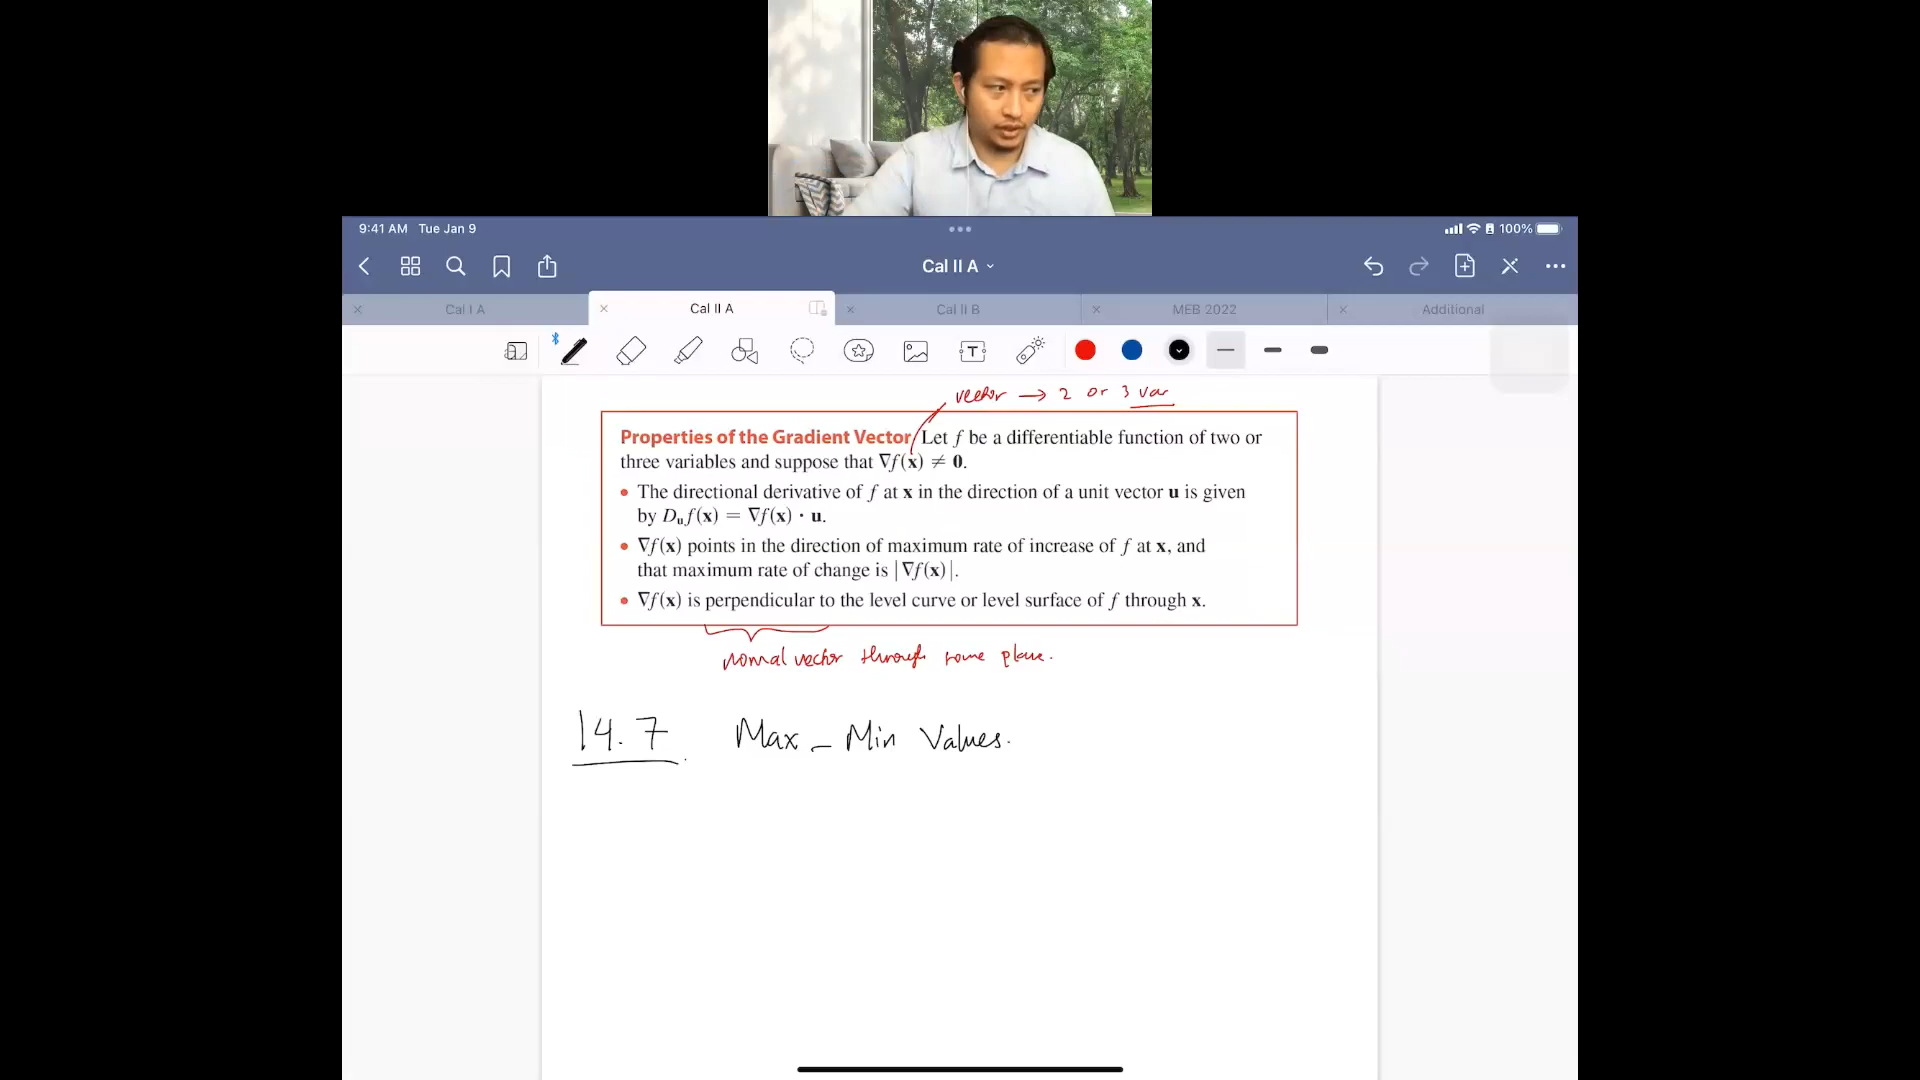 9:41 AM Tue Jan 9
100%
Cal II A
Cal I A
Cal II A
Cal II B
MEB 2022
Additional
vector → 2 or 3 var
Properties of the Gradient Vector Let f be a differentiable function of two or
three variables and suppose that ∇f(x) ≠ 0.
• The directional derivative of f at x in the direction of a unit vector u is given
by Duf(x) = ∇f(x) · u.
• ∇f(x) points in the direction of maximum rate of increase of f at x, and
that maximum rate of change is |∇f(x)|.
• ∇f(x) is perpendicular to the level curve or level surface of f through x.
normal vector through some plane.
14.7 Max - Min Values.